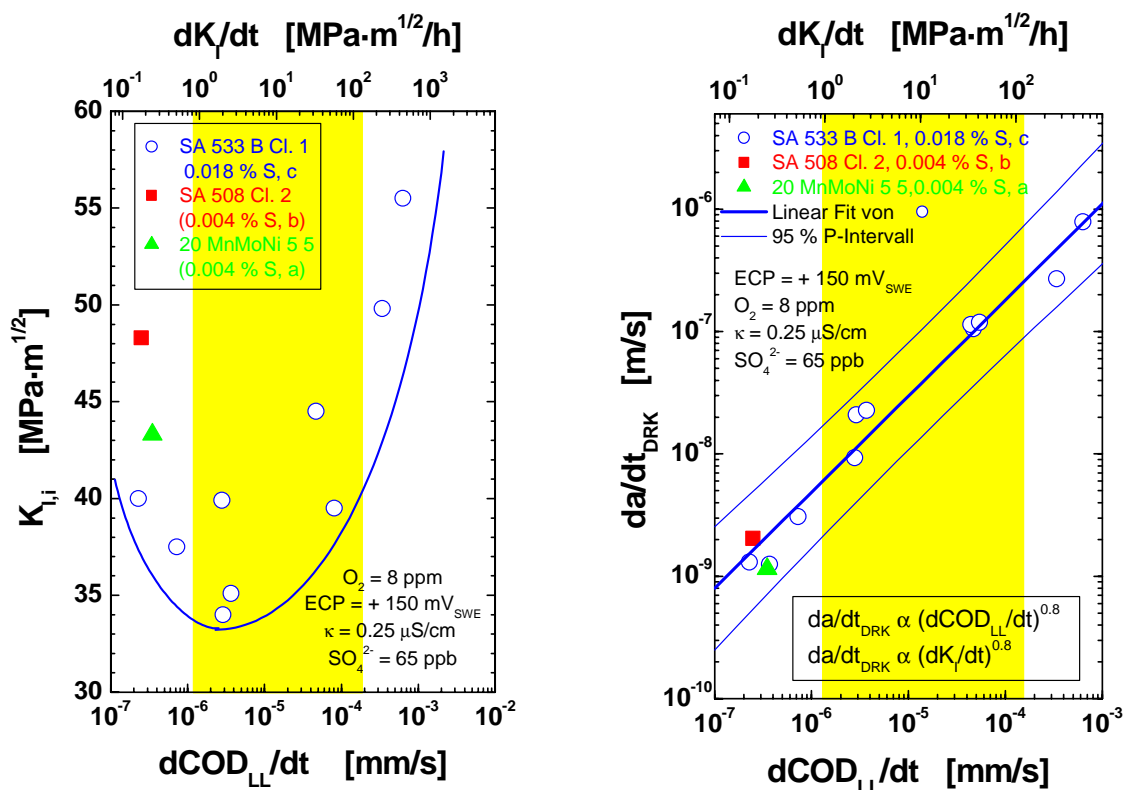 dK_I/dt [MPa·m^1/2/h]
10^-1 10^0 10^1 10^2 10^3
60
55
50
45
40
35
30
K_I,i [MPa·m^1/2]
SA 533 B Cl. 1
0.018 % S, c
SA 508 Cl. 2
(0.004 % S, b)
20 MnMoNi 5 5
(0.004 % S, a)
O_2 = 8 ppm
ECP = + 150 mV_SWE
κ = 0.25 μS/cm
SO_4^2- = 65 ppb
10^-7 10^-6 10^-5 10^-4 10^-3 10^-2
dCOD_LL/dt [mm/s]
dK_I/dt [MPa·m^1/2/h]
10^-1 10^0 10^1 10^2
10^-6
10^-7
10^-8
10^-9
10^-10
da/dt_DRK [m/s]
SA 533 B Cl. 1, 0.018 % S, c
SA 508 Cl. 2, 0.004 % S, b
20 MnMoNi 5 5,0.004 % S, a
Linear Fit von
95 % P-Intervall
ECP = + 150 mV_SWE
O_2 = 8 ppm
κ = 0.25 μS/cm
SO_4^2- = 65 ppb
da/dt_DRK α (dCOD_LL/dt)^0.8
da/dt_DRK α (dK_I/dt)^0.8
10^-7 10^-6 10^-5 10^-4 10^-3
dCOD_LL/dt [mm/s]